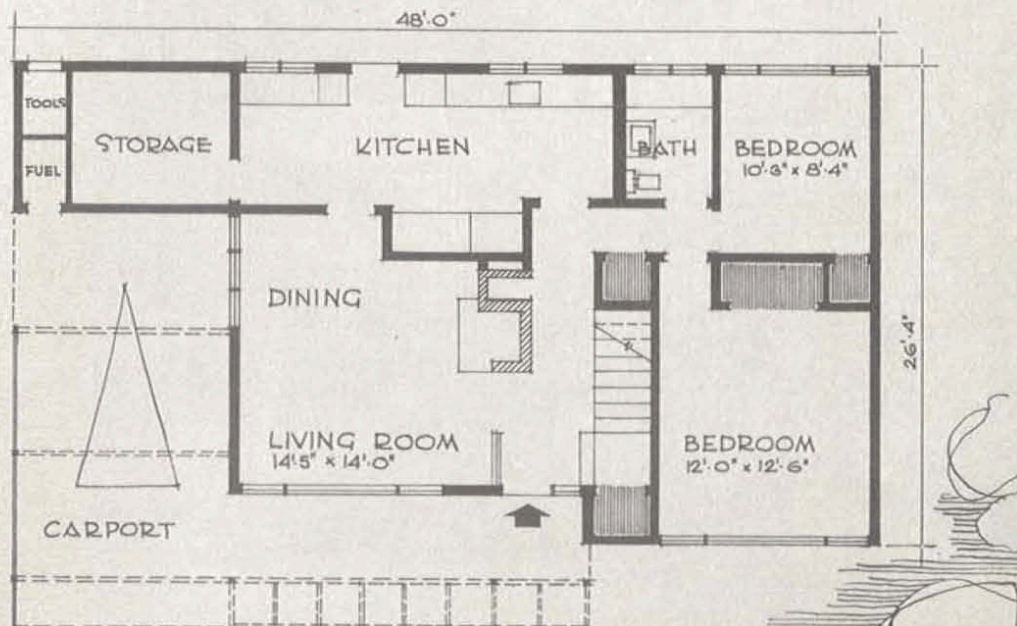 48'-0"
TOOLS
STORAGE
KITCHEN
BATH
BEDROOM
10'-3" x 8'-4"
FUEL
DINING
26'-4"
LIVING ROOM
14'-5" x 14'-0"
BEDROOM
12'-0" x 12'-6"
CARPORT